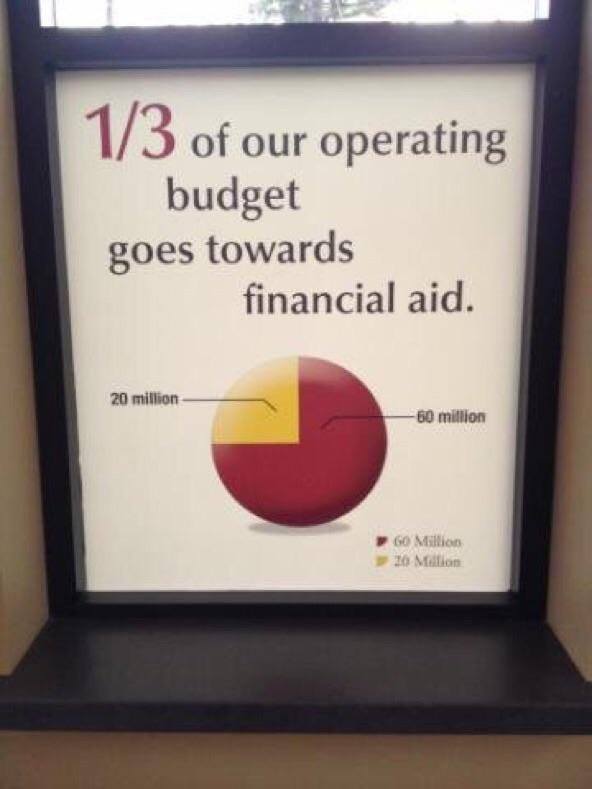 1/3 of our operating
budget
goes towards
financial aid.
20 million
60 million
60 Million
20 Million